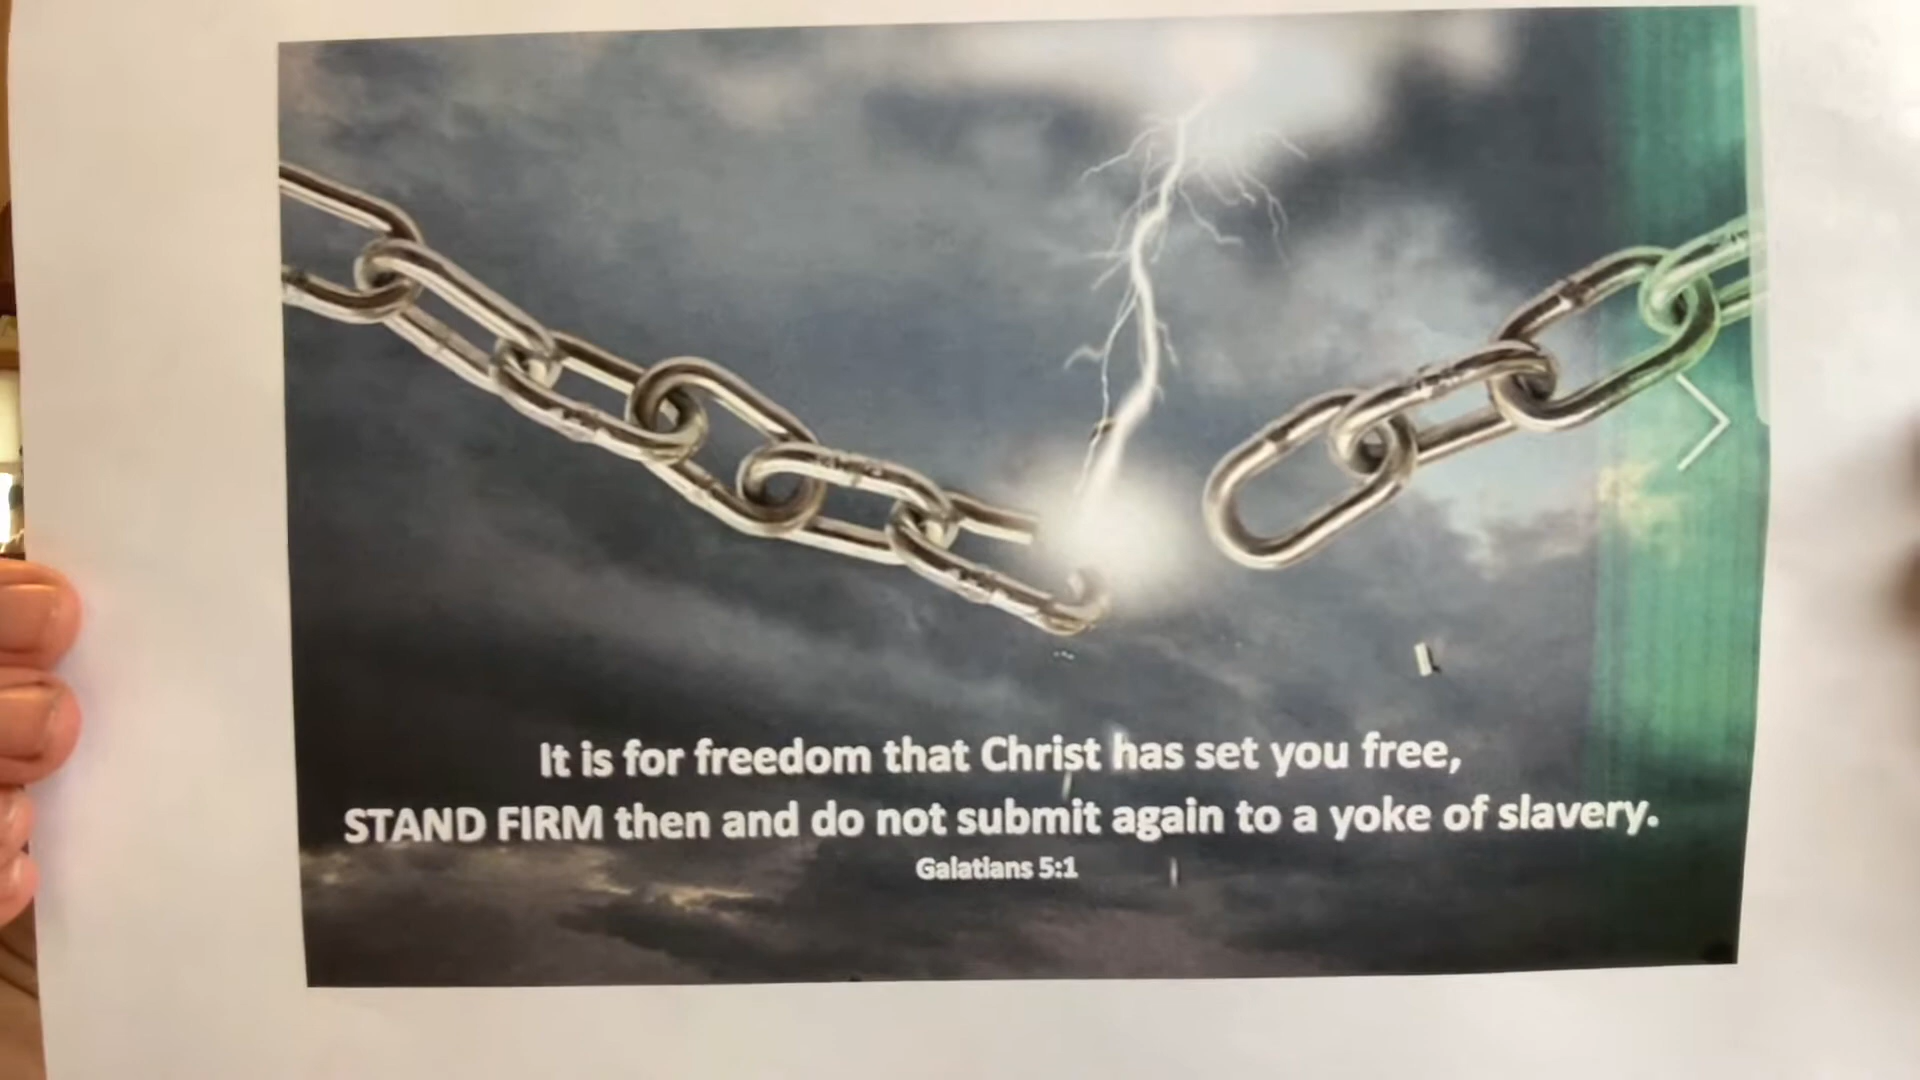 It is for freedom that Christ has set you free,
STAND FIRM then and do not submit again to a yoke of slavery.
Galatians 5:1